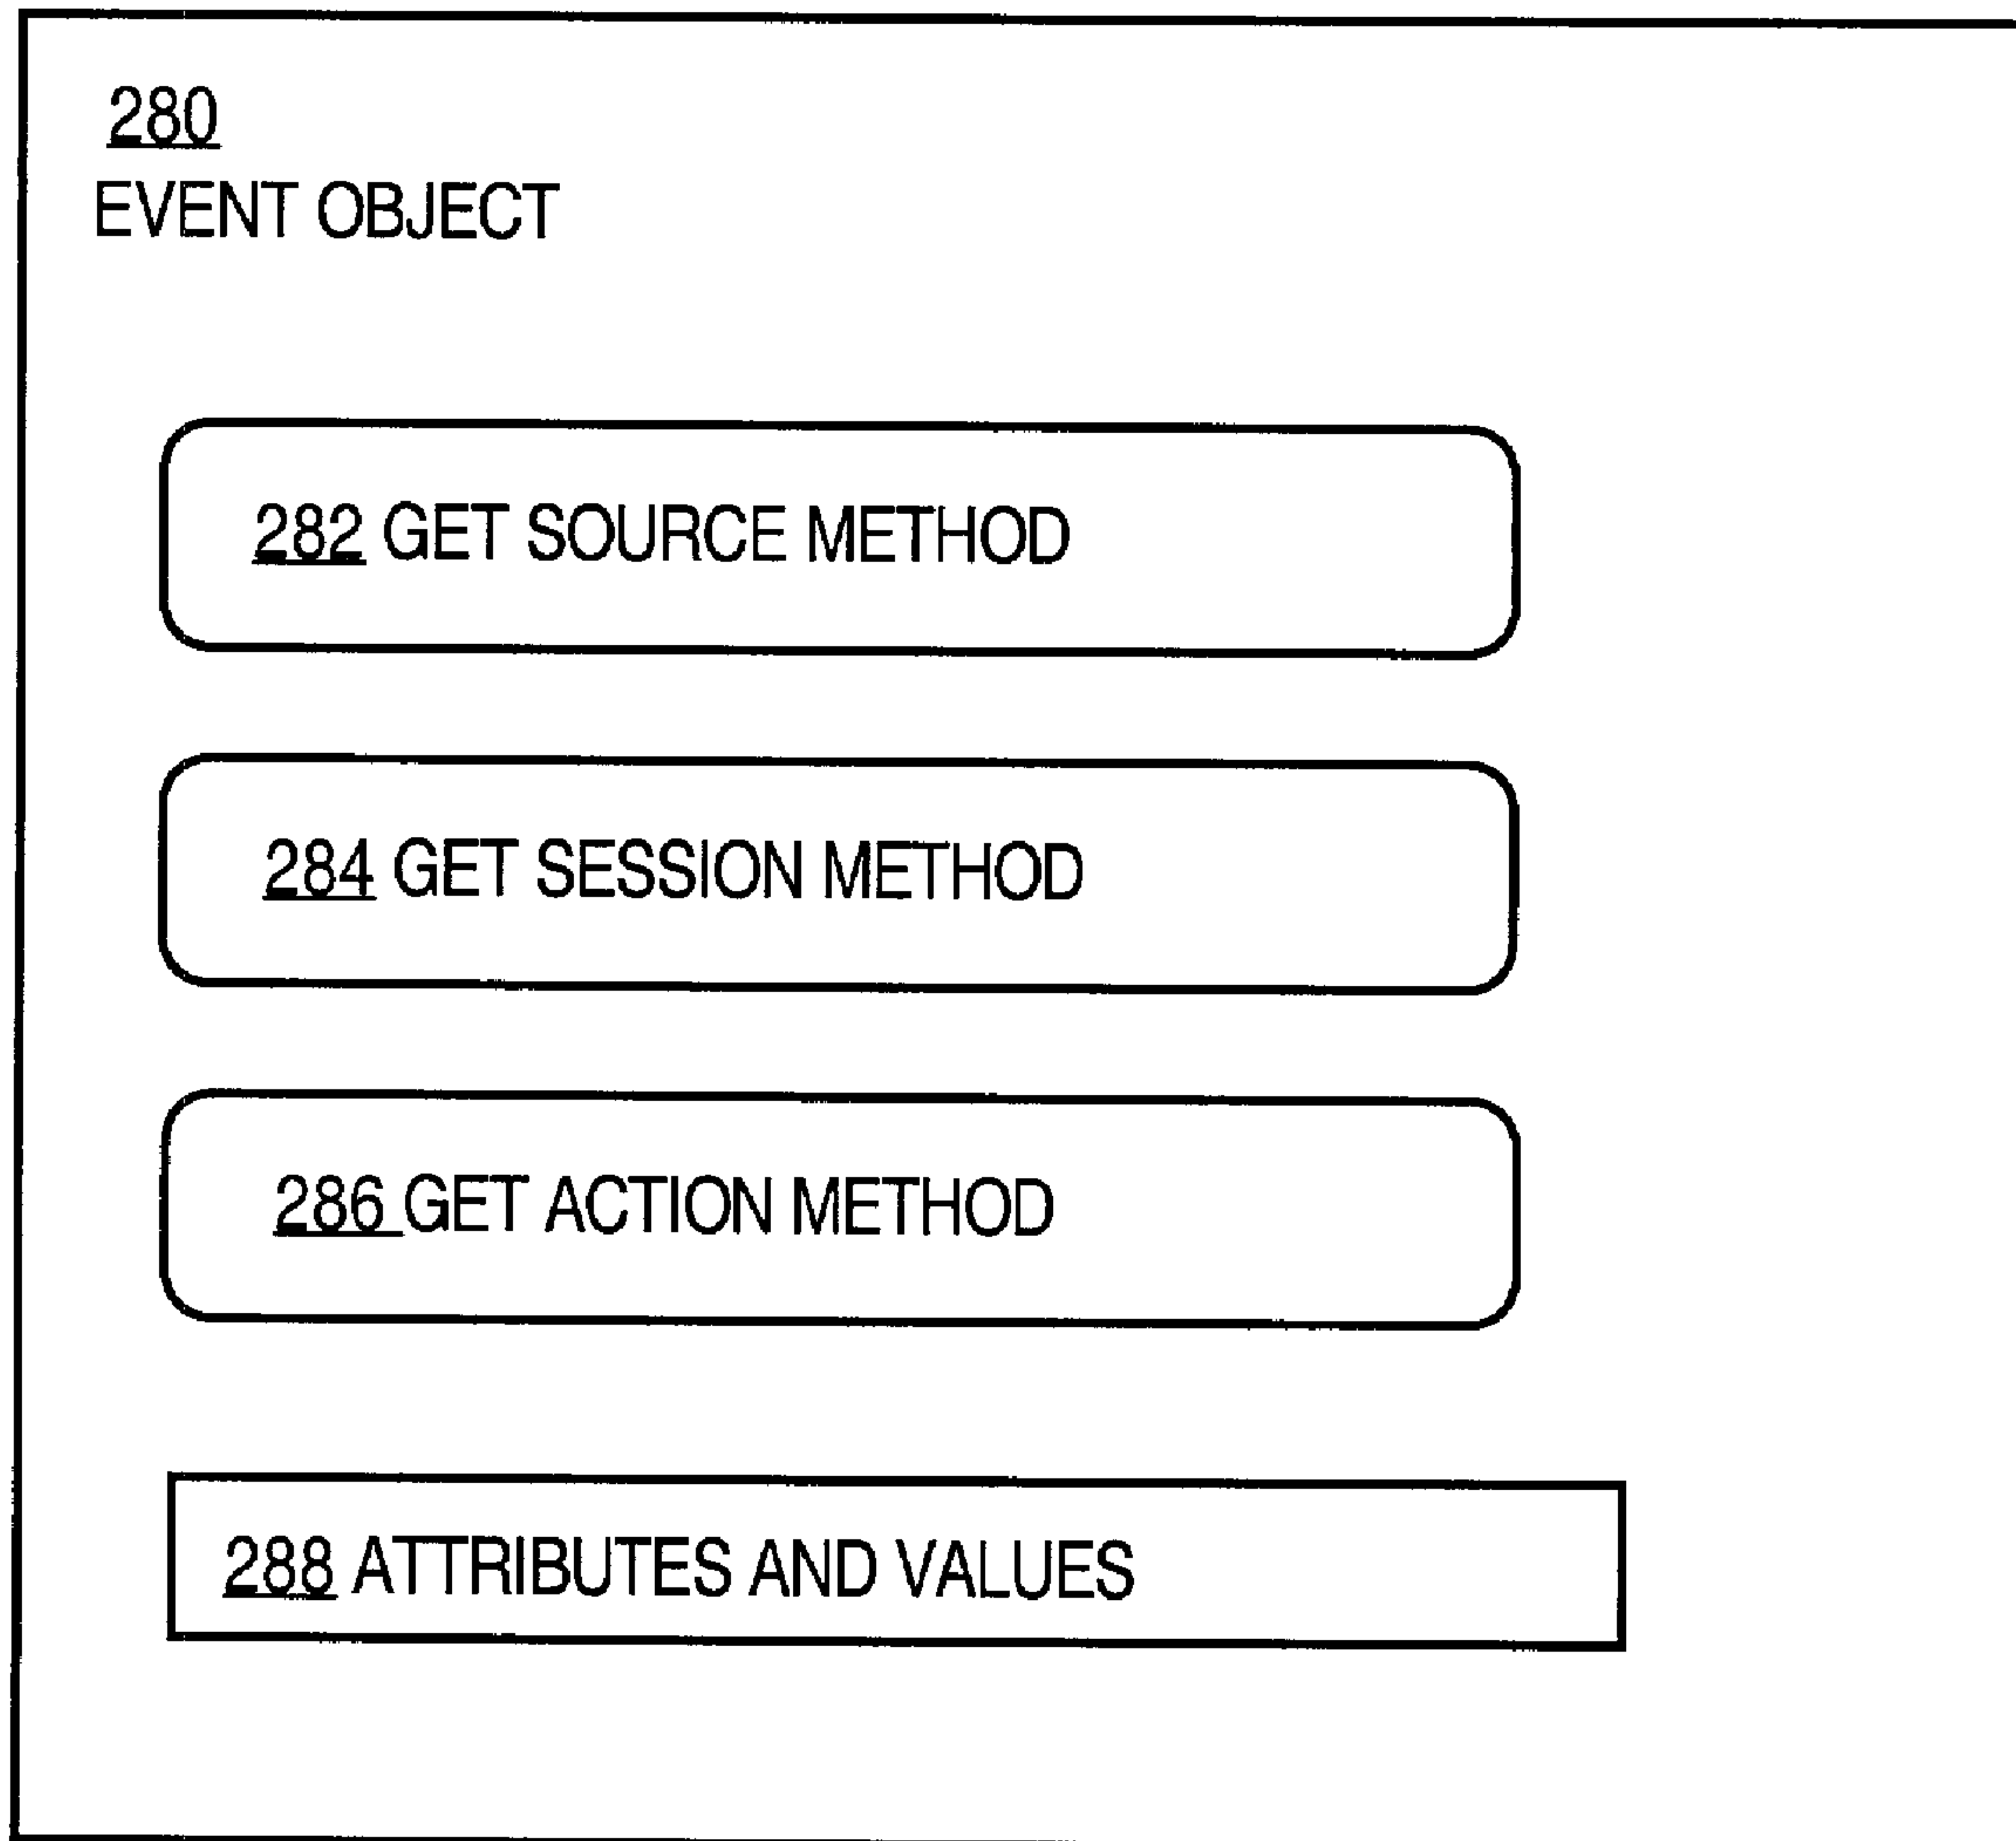 280
EVENT OBJECT
282 GET SOURCE METHOD
284 GET SESSION METHOD
286 GET ACTION METHOD
288 ATTRIBUTES AND VALUES